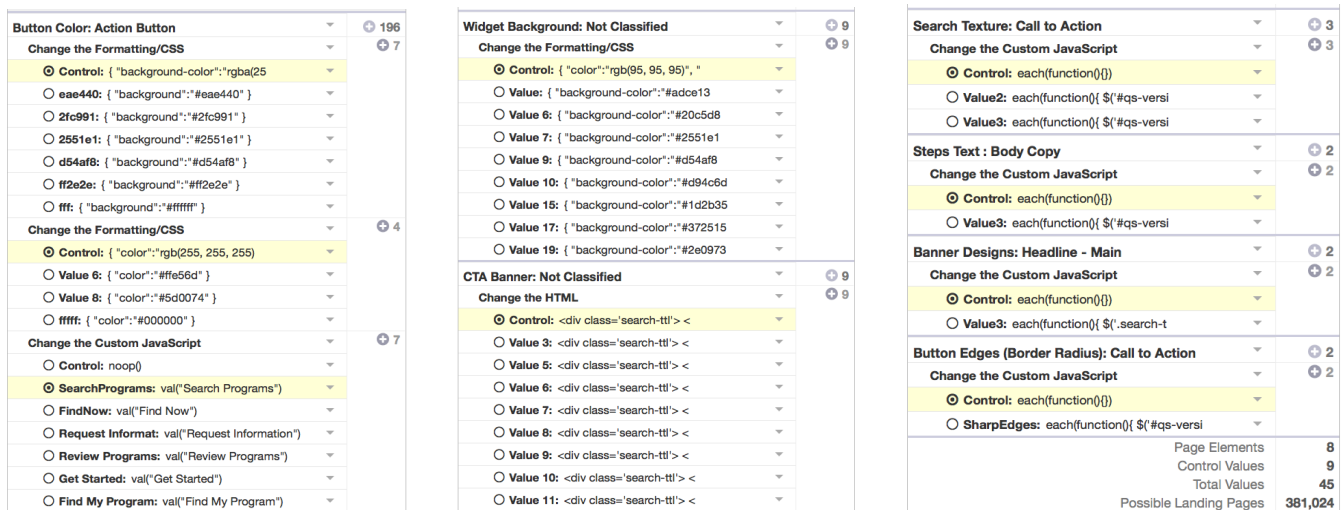 Button Color: Action Button 196
Change the Formatting/CSS 7
Control: { "background-color":"rgba(25
eae440: { "background":"#eae440" }
2fc991: { "background":"#2fc991" }
2551e1: { "background":"#2551e1" }
d54af8: { "background":"#d54af8" }
ff2e2e: { "background":"#ff2e2e" }
fff: { "background":"#ffffff" }
Change the Formatting/CSS 4
Control: { "color":"rgb(255, 255, 255)
Value 6: { "color":"#ffe56d" }
Value 8: { "color":"#5d0074" }
fffff: { "color":"#000000" }
Change the Custom JavaScript 7
Control: noop()
SearchPrograms: val("Search Programs")
FindNow: val("Find Now")
Request Informat: val("Request Information")
Review Programs: val("Review Programs")
Get Started: val("Get Started")
Find My Program: val("Find My Program")
Widget Background: Not Classified 9
Change the Formatting/CSS 9
Control: { "color":"rgb(95, 95, 95)", "
Value: { "background-color":"#adce13
Value 6: { "background-color":"#20c5d8
Value 7: { "background-color":"#2551e1
Value 9: { "background-color":"#d54af8
Value 10: { "background-color":"#d94c6d
Value 15: { "background-color":"#1d2b35
Value 17: { "background-color":"#372515
Value 19: { "background-color":"#2e0973
CTA Banner: Not Classified 9
Change the HTML 9
Control: <div class='search-ttl'> <
Value 3: <div class='search-ttl'> <
Value 5: <div class='search-ttl'> <
Value 6: <div class='search-ttl'> <
Value 7: <div class='search-ttl'> <
Value 8: <div class='search-ttl'> <
Value 9: <div class='search-ttl'> <
Value 10: <div class='search-ttl'> <
Value 11: <div class='search-ttl'> <
Search Texture: Call to Action 3
Change the Custom JavaScript 3
Control: each(function(){})
Value2: each(function(){ $('#qs-versi
Value3: each(function(){ $('#qs-versi
Steps Text : Body Copy 2
Change the Custom JavaScript 2
Control: each(function(){})
Value3: each(function(){ $('#qs-versi
Banner Designs: Headline - Main 2
Change the Custom JavaScript 2
Control: each(function(){})
Value3: each(function(){ $('.search-t
Button Edges (Border Radius): Call to Action 2
Change the Custom JavaScript 2
Control: each(function(){})
SharpEdges: each(function(){ $('#qs-versi
Page Elements 8
Control Values 9
Total Values 45
Possible Landing Pages 381,024